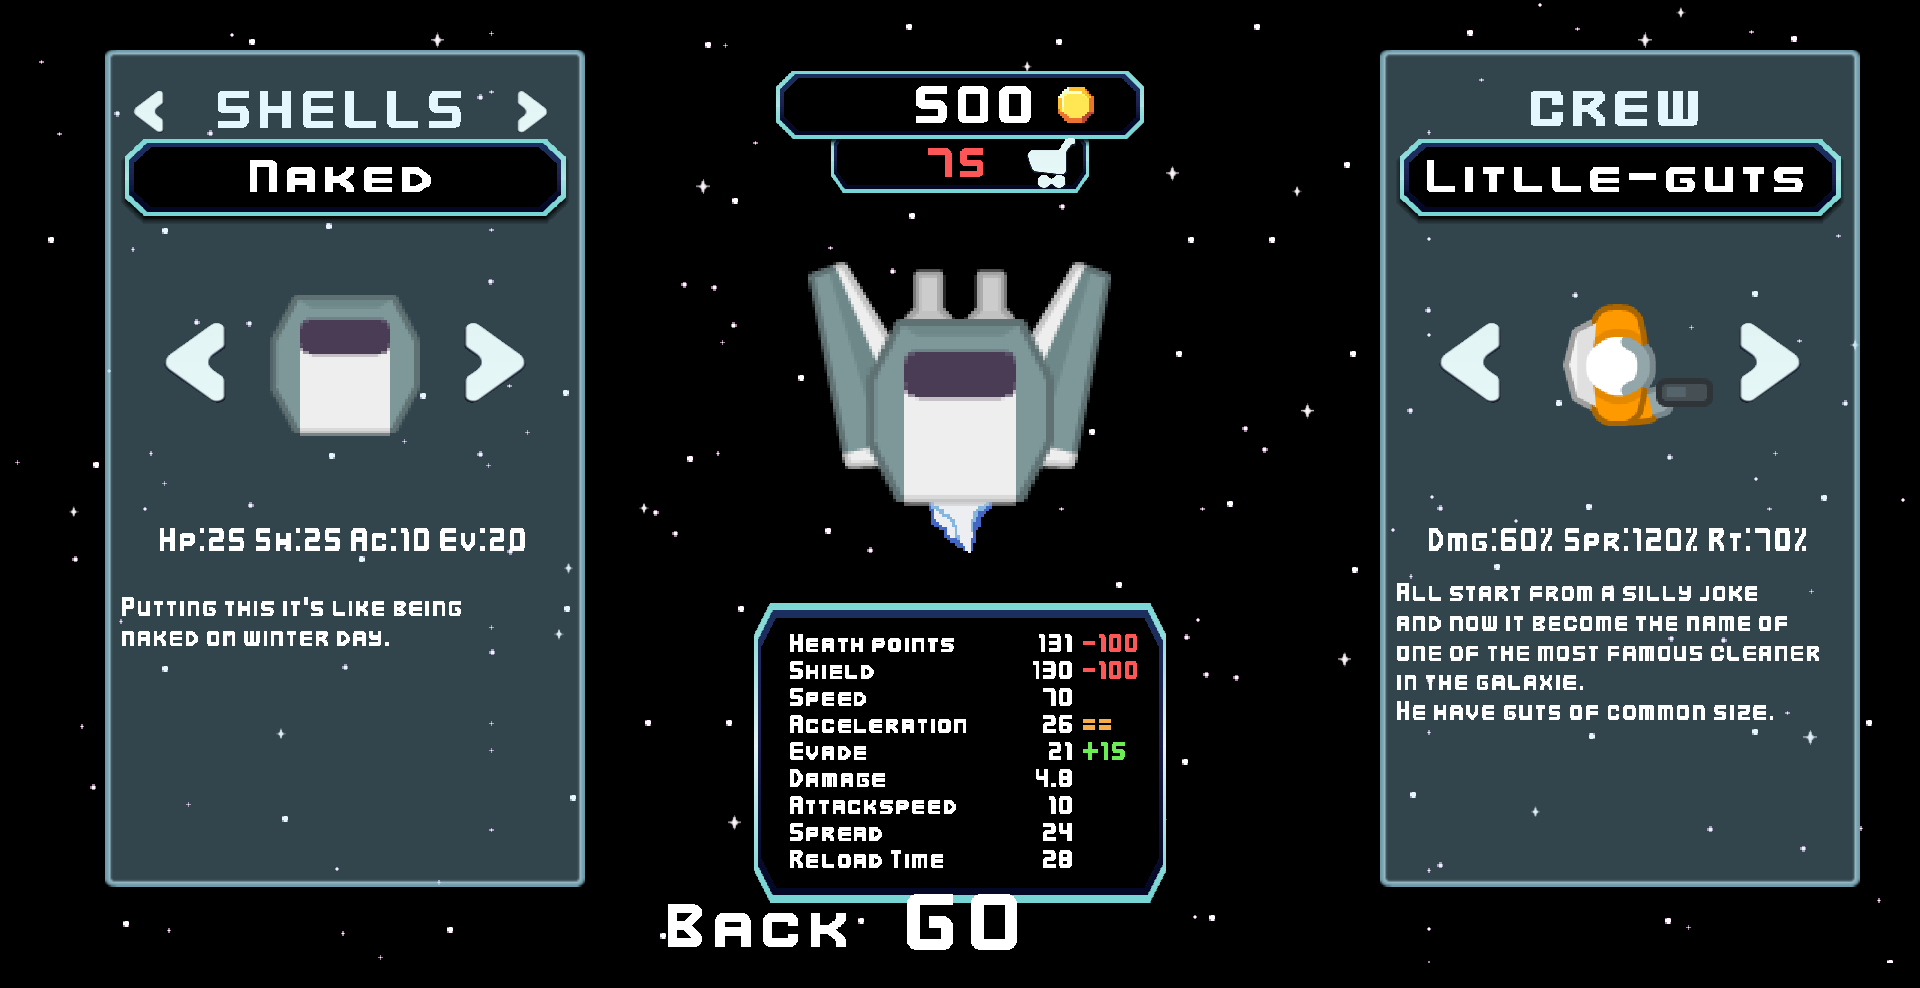 SHELLS
Naked
Hp:25 Sh:25 Ac:10 Ev:20
Putting this it's like being
naked on winter day.
500
75
Heath points 131 -100
Shield 130 -100
Speed 70
Acceleration 26 ==
Evade 21 +15
Damage 4.8
Attackspeed 10
Spread 24
Reload Time 28
Back GO
CREW
Litlle-guts
Dmg:60% Spr:120% Rt:70%
All start from a silly joke
and now it become the name of
one of the most famous cleaner
in the galaxie.
He have guts of common size.